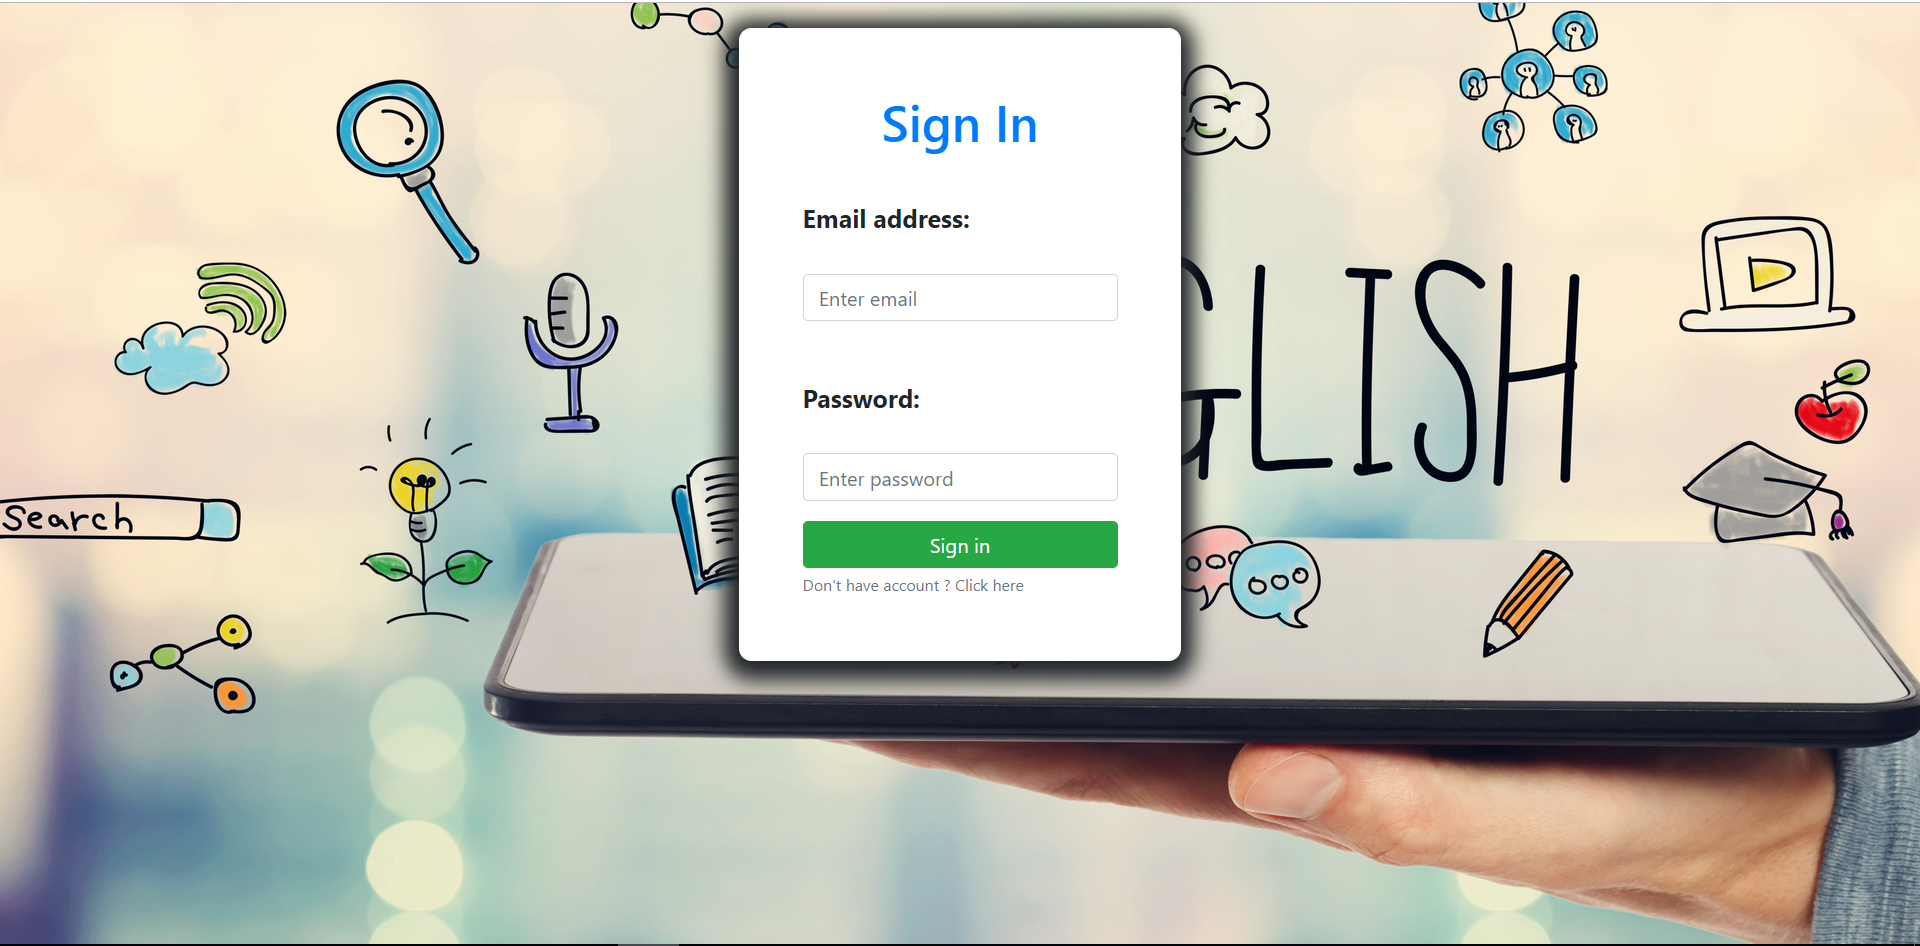 Sign In
Email address:
Enter email
GLISH
Password:
Enter password
Search
Sign in
Don't have account ? Click here